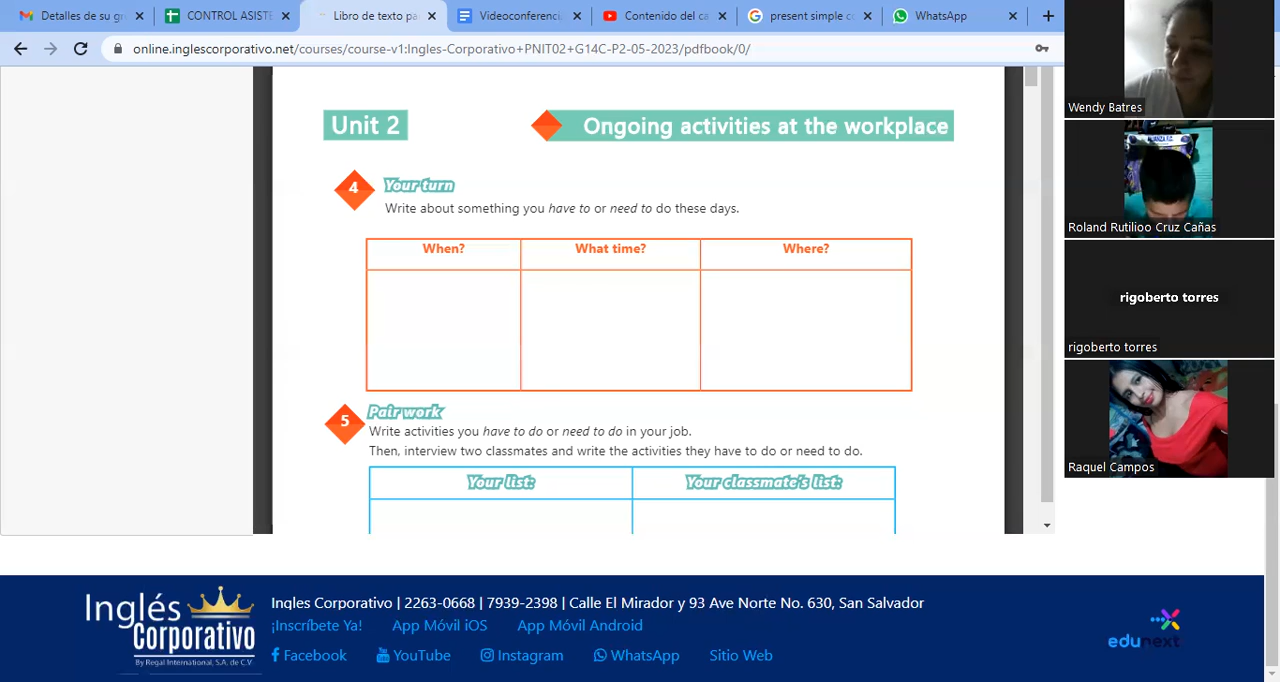 Detalles de su gr
CONTROL ASISTE
Libro de texto pa
Videoconferenci
Contenido del ca
present simple c
WhatsApp
online.inglescorporativo.net/courses/course-v1:Ingles-Corporativo+PNIT02+G14C-P2-05-2023/pdfbook/0/
Unit 2
Ongoing activities at the workplace
4
Your turn
Write about something you have to or need to do these days.
When?
What time?
Where?
5
Pair work
Write activities you have to do or need to do in your job.
Then, interview two classmates and write the activities they have to do or need to do.
Your list:
Your classmate's list:
Wendy Batres
Roland Rutilioo Cruz Cañas
rigoberto torres
rigoberto torres
Raquel Campos
Inglés
Corporativo
By Regal International, S.A. de C.V.
Ingles Corporativo | 2263-0668 | 7939-2398 | Calle El Mirador y 93 Ave Norte No. 630, San Salvador
¡Inscríbete Ya!
App Móvil iOS
App Móvil Android
Facebook
YouTube
Instagram
WhatsApp
Sitio Web
edunext